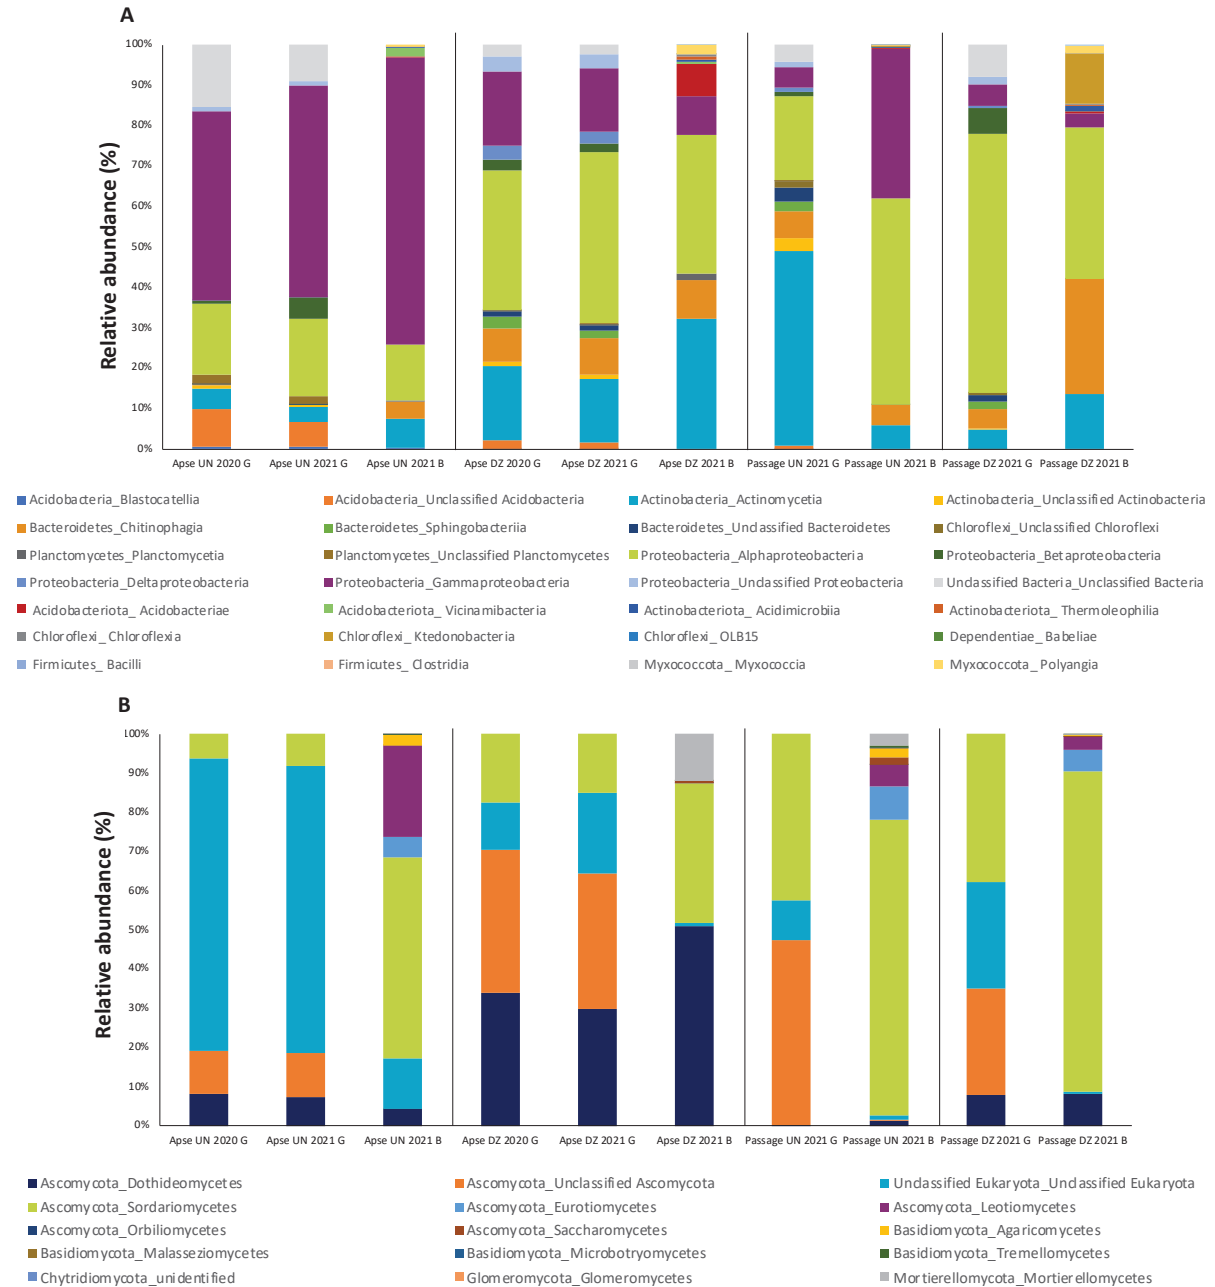 A
Relative abundance (%)
100%
90%
80%
70%
60%
50%
40%
30%
20%
10%
0%
Apse UN 2020 G Apse UN 2021 G Apse UN 2021 B Apse DZ 2020 G Apse DZ 2021 G Apse DZ 2021 B Passage UN 2021 G Passage UN 2021 B Passage DZ 2021 G Passage DZ 2021 B
Acidobacteria_Blastocatellia Acidobacteria_Unclassified Acidobacteria Actinobacteria_Actinomycetia Actinobacteria_Unclassified Actinobacteria
Bacteroidetes_Chitinophagia Bacteroidetes_Sphingobacteriia Bacteroidetes_Unclassified Bacteroidetes Chloroflexi_Unclassified Chloroflexi
Planctomycetes_Planctomycetia Planctomycetes_Unclassified Planctomycetes Proteobacteria_Alphaproteobacteria Proteobacteria_Betaproteobacteria
Proteobacteria_Deltaproteobacteria Proteobacteria_Gammaproteobacteria Proteobacteria_Unclassified Proteobacteria Unclassified Bacteria_Unclassified Bacteria
Acidobacteriota_ Acidobacteriae Acidobacteriota_ Vicinamibacteria Actinobacteriota_ Acidimicrobiia Actinobacteriota_ Thermoleophilia
Chloroflexi_ Chloroflexia Chloroflexi_ Ktedonobacteria Chloroflexi_ OLB15 Dependentiae_ Babeliae
Firmicutes_ Bacilli Firmicutes_ Clostridia Myxococcota_ Myxococcia Myxococcota_ Polyangia
B
Relative abundance (%)
100%
90%
80%
70%
60%
50%
40%
30%
20%
10%
0%
Apse UN 2020 G Apse UN 2021 G Apse UN 2021 B Apse DZ 2020 G Apse DZ 2021 G Apse DZ 2021 B Passage UN 2021 G Passage UN 2021 B Passage DZ 2021 G Passage DZ 2021 B
Ascomycota_Dothideomycetes Ascomycota_Unclassified Ascomycota Unclassified Eukaryota_Unclassified Eukaryota
Ascomycota_Sordariomycetes Ascomycota_Eurotiomycetes Ascomycota_Leotiomycetes
Ascomycota_Orbiliomycetes Ascomycota_Saccharomycetes Basidiomycota_Agaricomycetes
Basidiomycota_Malasseziomycetes Basidiomycota_Microbotryomycetes Basidiomycota_Tremellomycetes
Chytridiomycota_unidentified Glomeromycota_Glomeromycetes Mortierellomycota_Mortierellomycetes